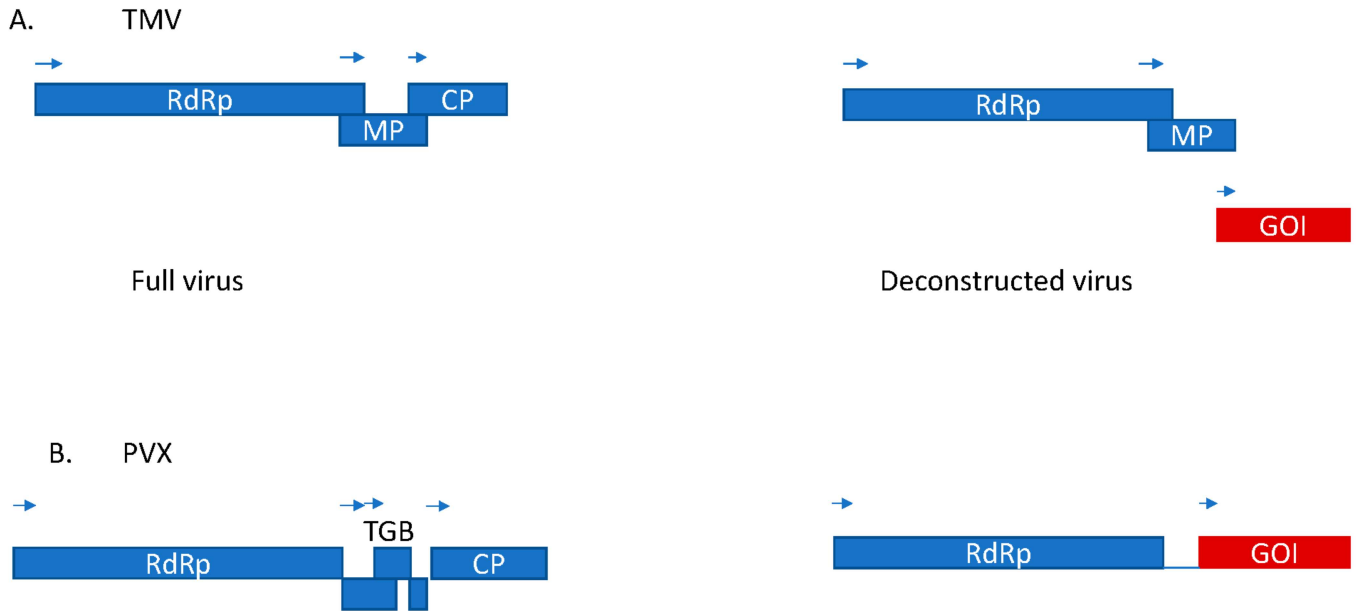 A. TMV
RdRp
CP
MP
RdRp
MP
GOI
Full virus
Deconstructed virus
B. PVX
TGB
RdRp
CP
RdRp
GOI